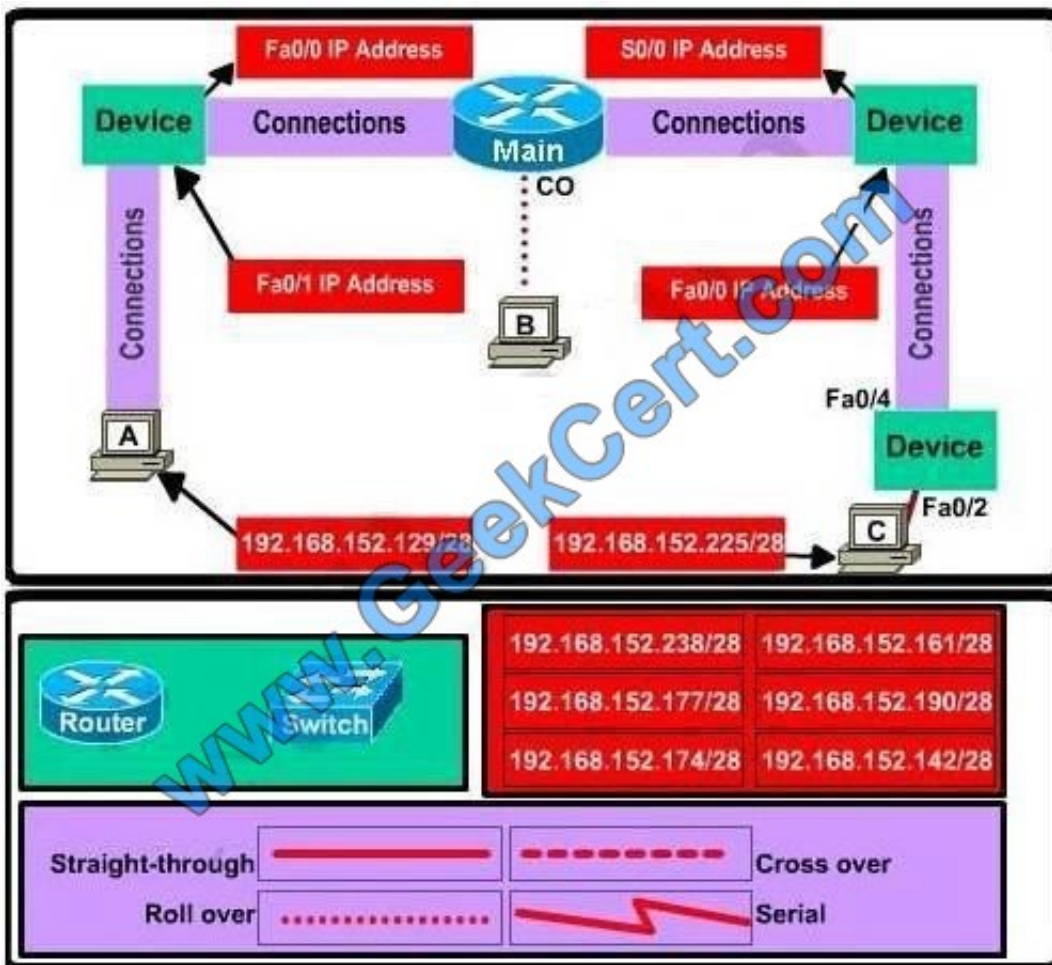 Fa0/0 IP Address
S0/0 IP Address
Device
Connections
Main
Connections
Device
CO
Connections
Fa0/1 IP Address
B
Fa0/0 IP Address
Connections
Fa0/4
A
Device
Fa0/2
192.168.152.129/28
192.168.152.225/28
C
www.GeekCert.com
Router
Switch
192.168.152.238/28
192.168.152.161/28
192.168.152.177/28
192.168.152.190/28
192.168.152.174/28
192.168.152.142/28
Straight-through
Cross over
Roll over
Serial